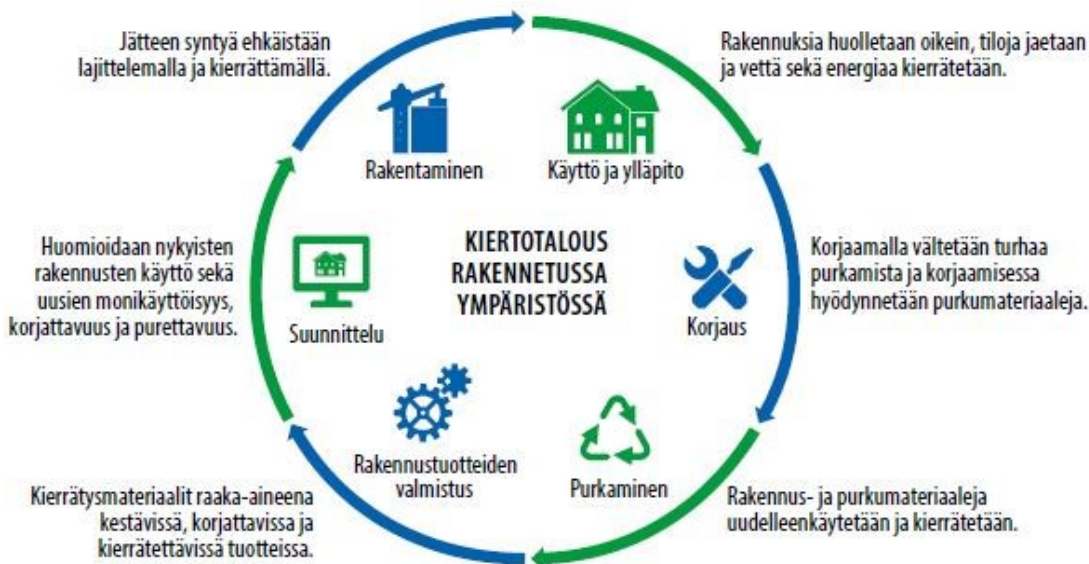 Jätteen syntyä ehkäistään
lajittelemalla ja kierrättämällä.
Rakentaminen
Rakennuksia huolletaan oikein, tiloja jaetaan
ja vettä sekä energiaa kierrätetään.
Käyttö ja ylläpito
KIERTOTALOUS
RAKENNETUSSA
YMPÄRISTÖSSÄ
Korjaamalla vältetään turhaa
purkamista ja korjaamisessa
hyödynnetään purkumateriaaleja.
Korjaus
Rakennus- ja purkumateriaaleja
uudelleenkäytetään ja kierrätetään.
Purkaminen
Rakennustuotteiden
valmistus
Kierrätysmateriaalit raaka-aineena
kestävissä, korjattavissa ja
kierrätettävissä tuotteissa.
Huomioidaan nykyisten
rakennusten käyttö sekä
uusien monikäyttöisyys,
korjattavuus ja purettavuus.
Suunnittelu